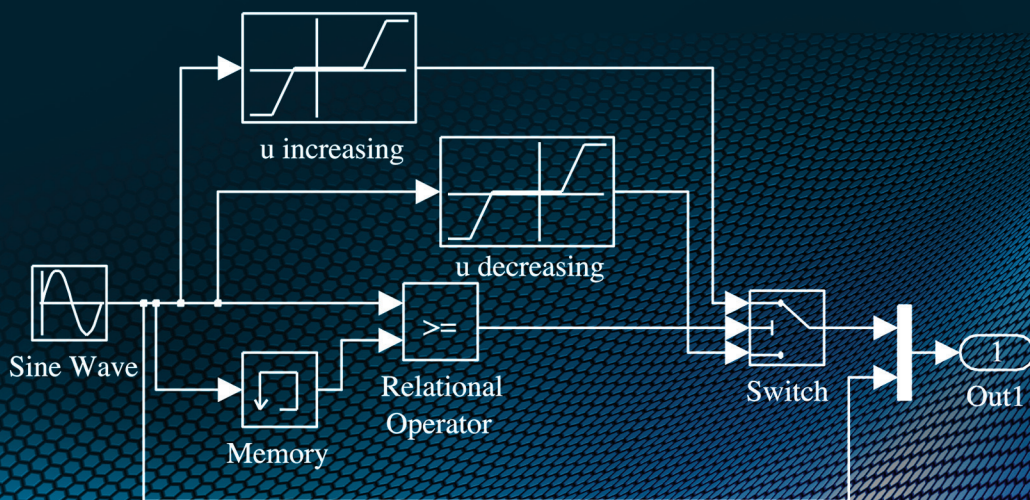 u increasing
u decreasing
Sine Wave
>=
Relational
Operator
Memory
Switch
1
Out1